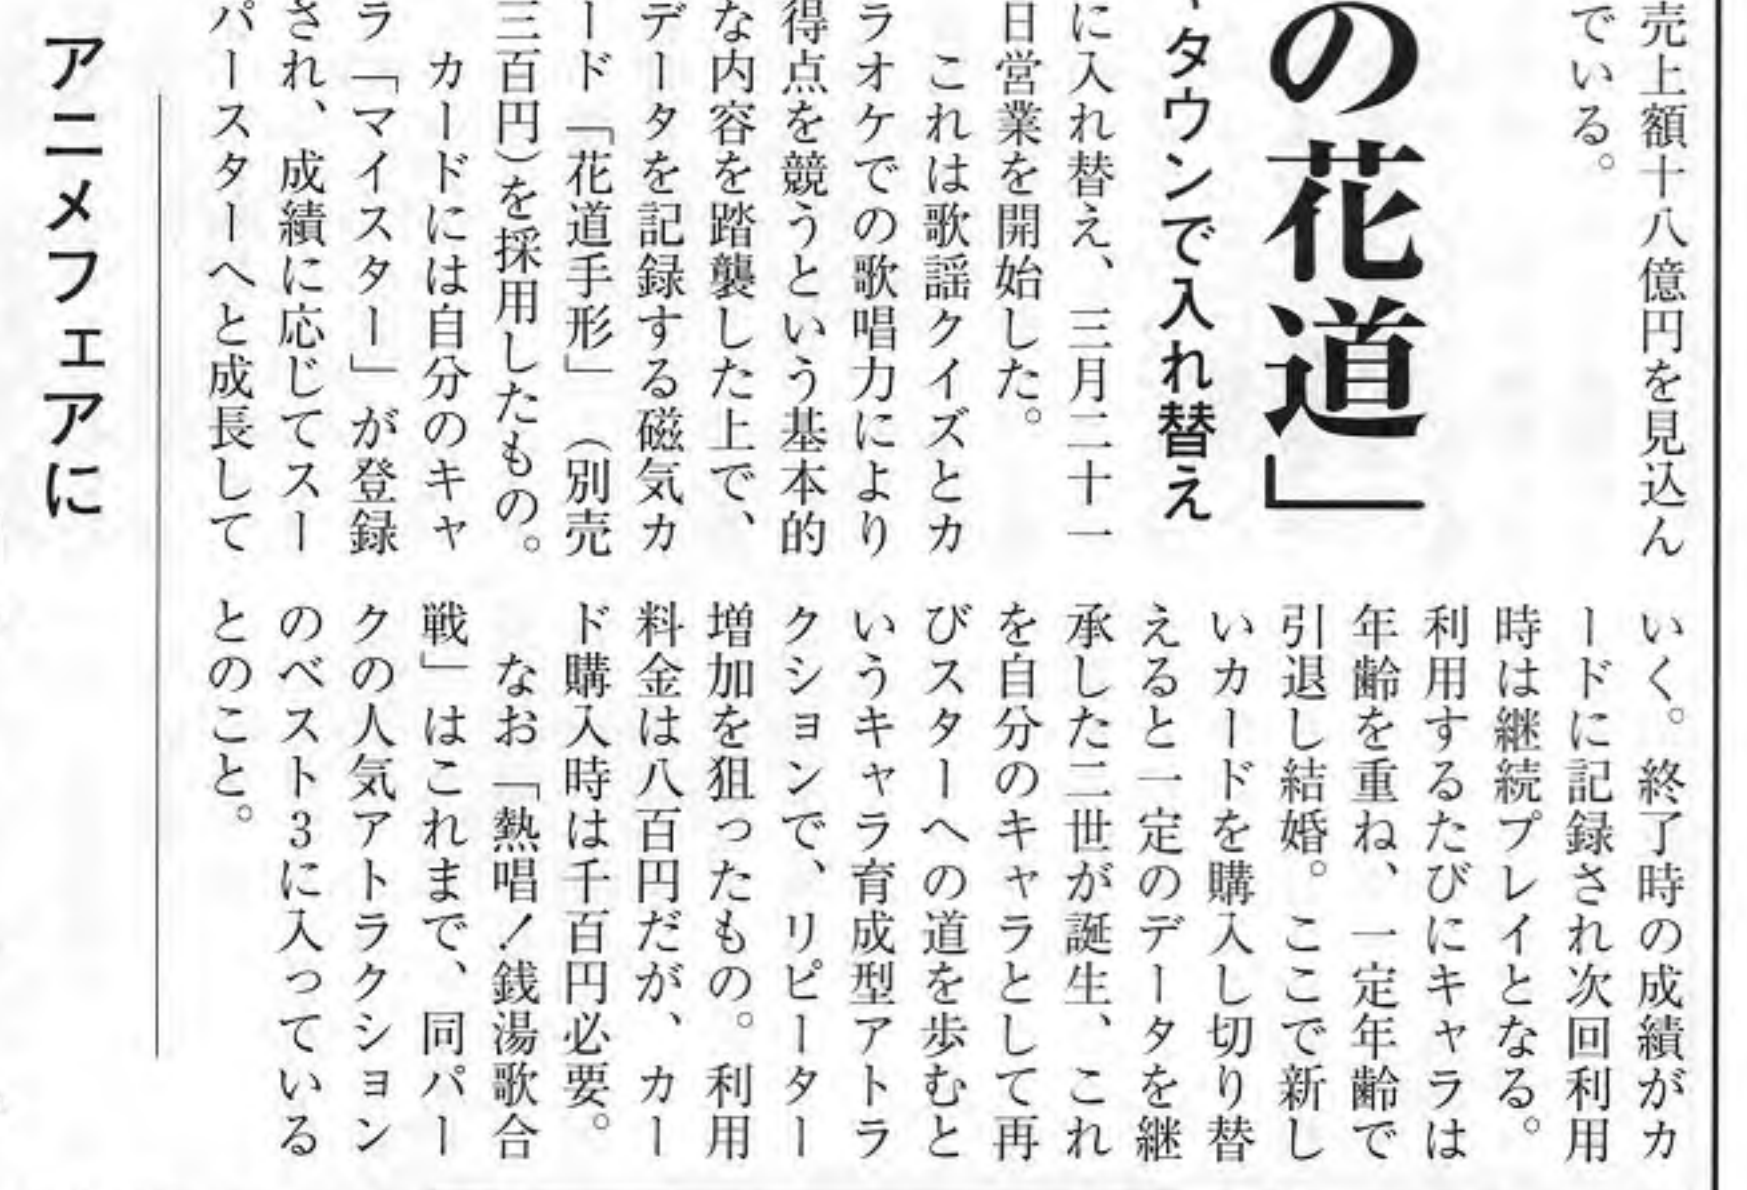 売上額十八億円を見込ん
でいる。
の花道」
タウンで入れ替え
に入れ替え、三月二十一
日営業を開始した。
これは歌謡クイズとカ
ラオケでの歌唱力により
得点を競うという基本的
な内容を踏襲した上で、
データを記録する磁気カ
ード「花道手形」（別売
三百円）を採用したもの。
カードには自分のキャ
ラ「マイスター」が登録
され、成績に応じてスー
パースターへと成長して
いく。終了時の成績がカ
ードに記録され次回利用
時は継続プレイとなる。
利用するたびにキャラは
年齢を重ね、一定年齢で
引退し結婚。ここで新し
いカードを購入し切り替
えると一定のデータを継
承した二世が誕生、これ
を自分のキャラとして再
びスターへの道を歩むと
いうキャラ育成型アトラ
クションで、リピーター
増加を狙ったもの。利用
料金は八百円だが、カー
ド購入時は千百円必要。
なお「熱唱！銭湯歌合
戦」はこれまで、同パー
クの人気アトラクション
のベスト3に入っている
とのこと。
アニメフェアに